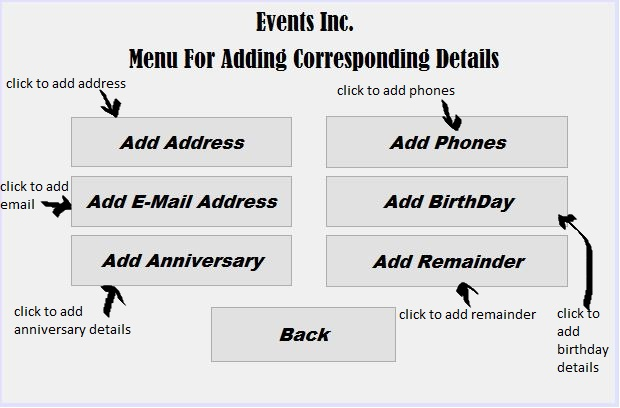 Events Inc.
Menu For Adding Corresponding Details
click to add address
click to add phones
Add Address
Add Phones
click to add
email
Add E-Mail Address
Add BirthDay
Add Anniversary
Add Remainder
click to add
anniversary details
click to add remainder
click to
add
birthday
details
Back